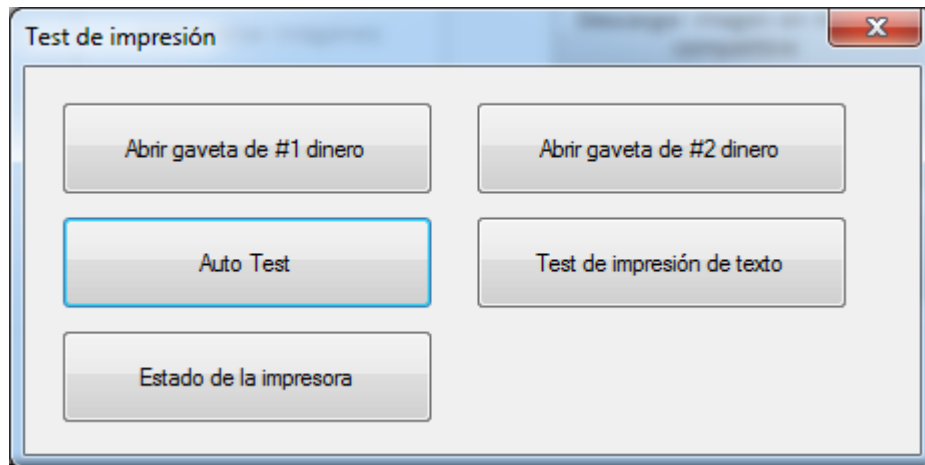 Test de impresión
Abrir gaveta de #1 dinero
Abrir gaveta de #2 dinero
Auto Test
Test de impresión de texto
Estado de la impresora